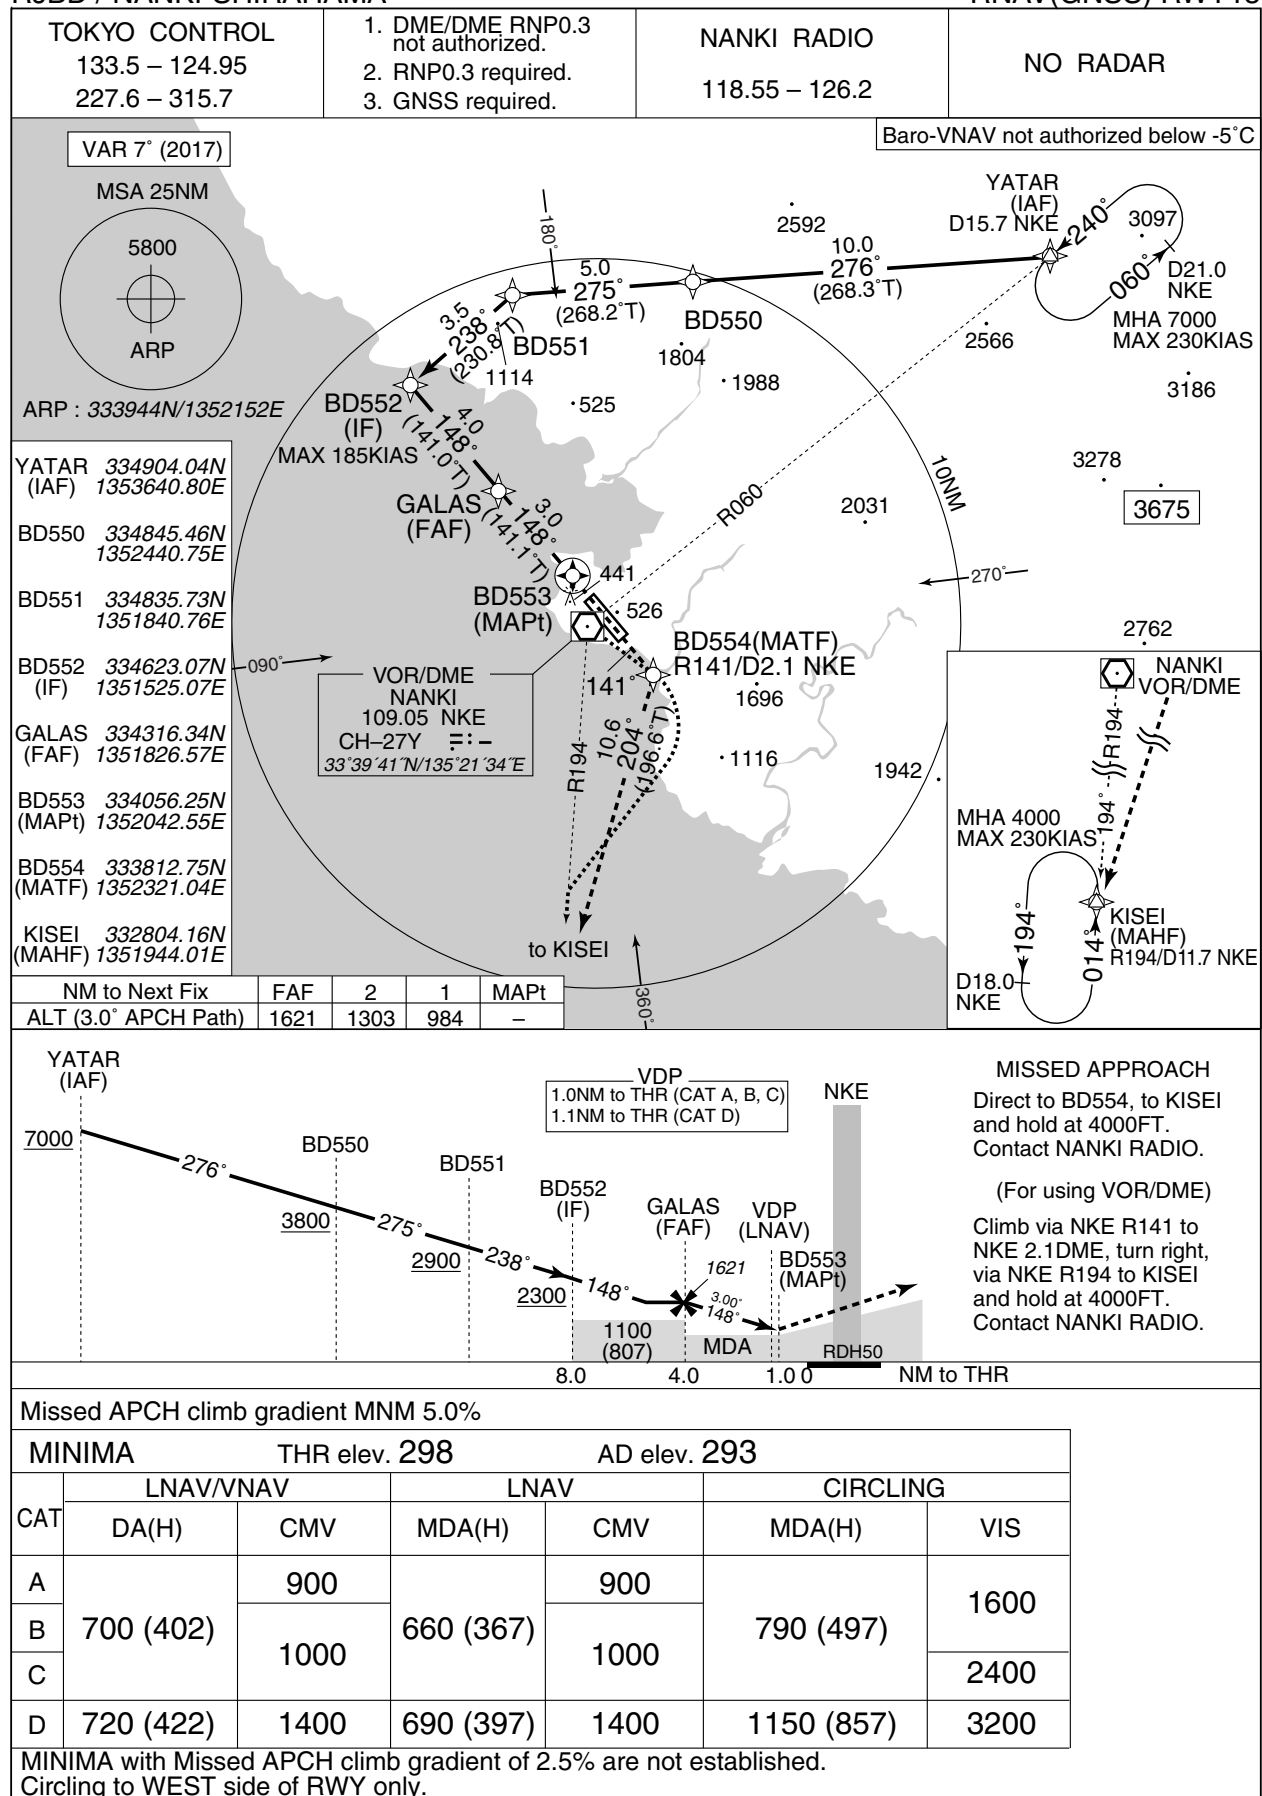 RJBD / NANKI-SHIRAHAMA
RNAV(GNSS) RWY 15
TOKYO CONTROL
133.5 – 124.95
227.6 – 315.7
1. DME/DME RNP0.3
not authorized.
2. RNP0.3 required.
3. GNSS required.
NANKI RADIO
118.55 – 126.2
NO RADAR
VAR 7˚ (2017)
Baro-VNAV not authorized below -5˚C
MSA 25NM
5800
ARP
ARP : 333944N/1352152E
YATAR
(IAF)
D15.7 NKE
240˚
3097
060˚
D21.0
NKE
MHA 7000
MAX 230KIAS
2592
180˚
10.0
276˚
(268.3˚T)
5.0
275˚
(268.2˚T)
BD550
3.5
238˚
(230.8˚T)
BD551
1114
1804
1988
525
2566
3186
BD552
(IF)
MAX 185KIAS
4.0
148˚
(141.0˚T)
GALAS
(FAF)
3.0
148˚
(141.1˚T)
10NM
R060
2031
3278
3675
270˚
441
BD553
(MAPt)
526
BD554(MATF)
R141/D2.1 NKE
141˚
1696
2762
090˚
VOR/DME
NANKI
109.05 NKE
CH–27Y
33˚39´41˝N/135˚21´34˝E
R194
10.6
204˚
(196.6˚T)
1116
1942
to KISEI
360˚
NANKI
VOR/DME
R194
194˚
MHA 4000
MAX 230KIAS
194˚
014˚
KISEI
(MAHF)
R194/D11.7 NKE
D18.0
NKE
YATAR 334904.04N
(IAF) 1353640.80E
BD550 334845.46N
1352440.75E
BD551 334835.73N
1351840.76E
BD552 334623.07N
(IF) 1351525.07E
GALAS 334316.34N
(FAF) 1351826.57E
BD553 334056.25N
(MAPt) 1352042.55E
BD554 333812.75N
(MATF) 1352321.04E
KISEI 332804.16N
(MAHF) 1351944.01E
NM to Next Fix FAF 2 1 MAPt
ALT (3.0˚ APCH Path) 1621 1303 984 –
YATAR
(IAF)
7000
276˚
BD550
3800
275˚
BD551
2900
238˚
BD552
(IF)
2300
148˚
GALAS
(FAF)
1621
3.00˚
148˚
VDP
1.0NM to THR (CAT A, B, C)
1.1NM to THR (CAT D)
VDP
(LNAV)
BD553
(MAPt)
NKE
1100
(807)
MDA
RDH50
8.0 4.0 1.0 0 NM to THR
MISSED APPROACH
Direct to BD554, to KISEI
and hold at 4000FT.
Contact NANKI RADIO.
(For using VOR/DME)
Climb via NKE R141 to
NKE 2.1DME, turn right,
via NKE R194 to KISEI
and hold at 4000FT.
Contact NANKI RADIO.
Missed APCH climb gradient MNM 5.0%
MINIMA THR elev. 298 AD elev. 293
CAT LNAV/VNAV LNAV CIRCLING
DA(H) CMV MDA(H) CMV MDA(H) VIS
A 900 900
B 700 (402) 660 (367) 790 (497) 1600
1000 1000
C 2400
D 720 (422) 1400 690 (397) 1400 1150 (857) 3200
MINIMA with Missed APCH climb gradient of 2.5% are not established.
Circling to WEST side of RWY only.